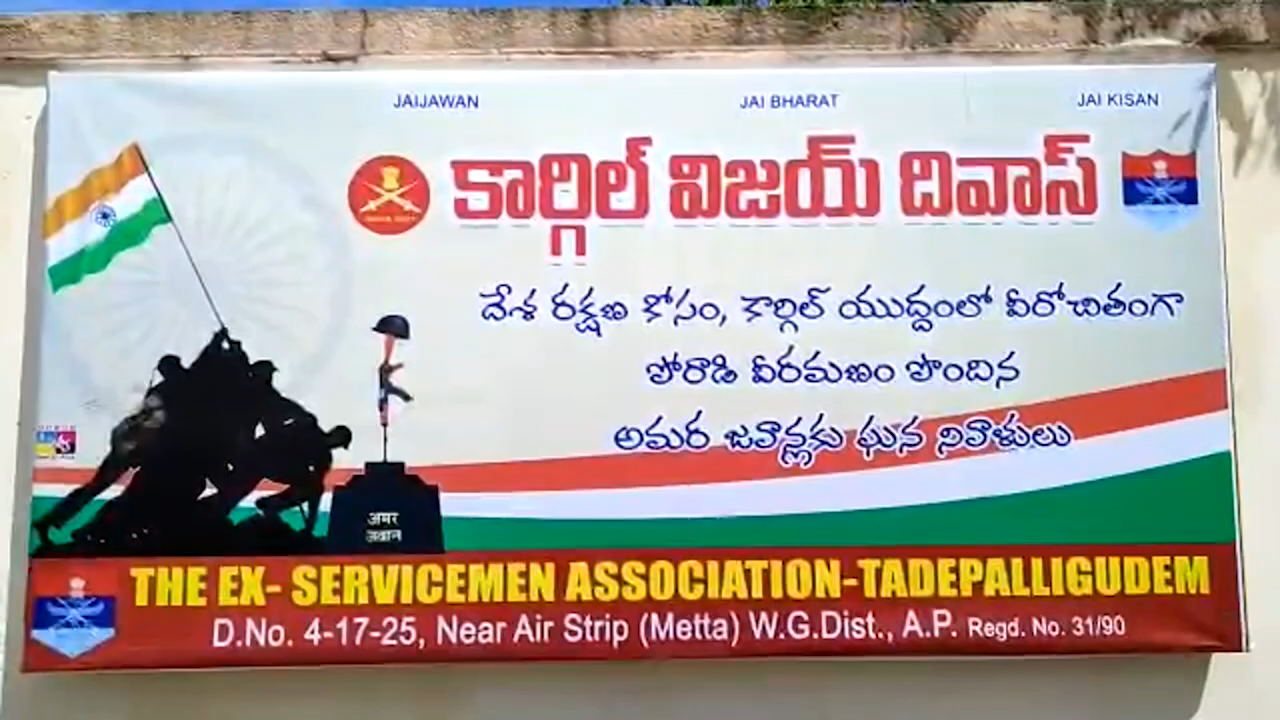 JAIJAWAN JAI BHARAT JAI KISAN
కార్గిల్ విజయ్ దివాస్
దేశ రక్షణ కోసం, కార్గిల్ యుద్ధంలో వీరోచితంగా
పోరాడి వీరమణం పొందిన
అమర జవాన్లకు ఘన నివాళులు
अमर
जवान
THE EX- SERVICEMEN ASSOCIATION-TADEPALLIGUDEM
D.No. 4-17-25, Near Air Strip (Metta) W.G.Dist., A.P. Regd. No. 31/90